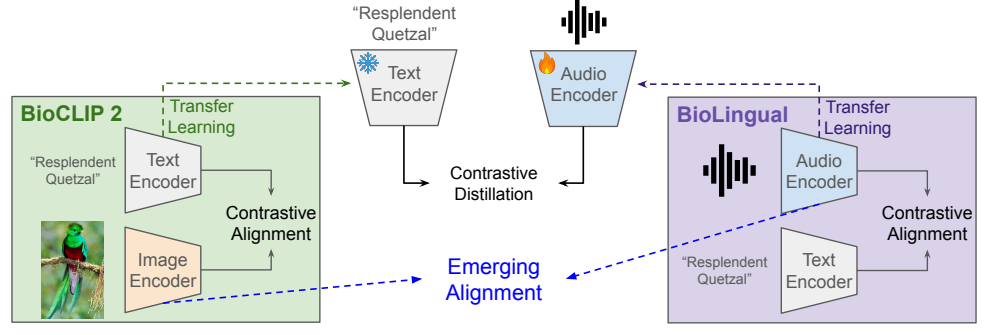 “Resplendent
Quetzal”
Text
Encoder
Audio
Encoder
BioCLIP 2
Transfer
Learning
“Resplendent
Quetzal”
Text
Encoder
Contrastive
Alignment
Image
Encoder
Contrastive
Distillation
Emerging
Alignment
BioLingual
Transfer
Learning
Audio
Encoder
Contrastive
Alignment
“Resplendent
Quetzal”
Text
Encoder